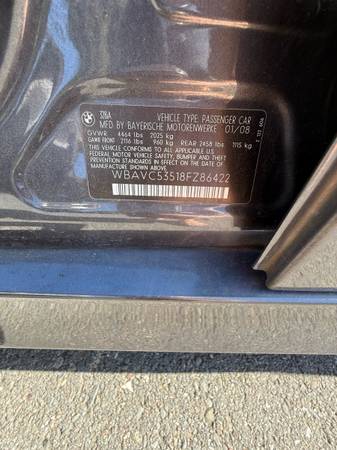 328i VEHICLE TYPE: PASSENGER CAR
MFD BY BAYERISCHE MOTORENWERKE 01/08
GVWR 4464 lbs 2025 kg
GAWR FRONT 2116 lbs 960 kg REAR 2458 lbs 1115 kg
THIS VEHICLE CONFORMS TO ALL APPLICABLE U.S.
FEDERAL MOTOR VEHICLE SAFETY, BUMPER AND THEFT
PREVENTION STANDARDS IN EFFECT ON THE DATE OF
MANUFACTURE SHOWN ABOVE.
WBAVC53518FZ86422